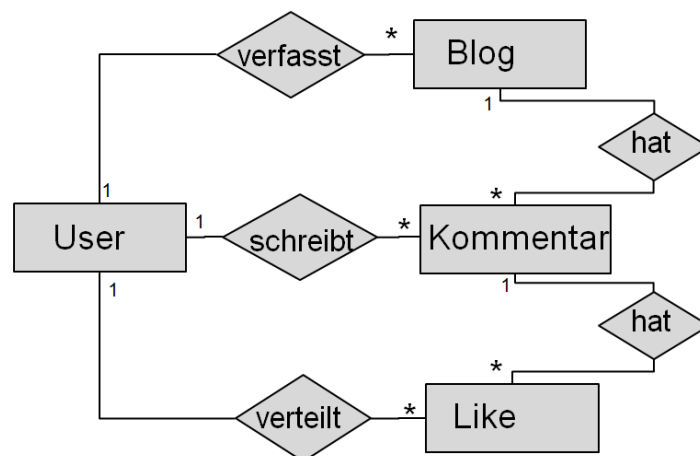 verfasst
*
Blog
1
hat
1
*
User
1
schreibt
*
Kommentar
1
1
hat
*
verteilt
*
Like